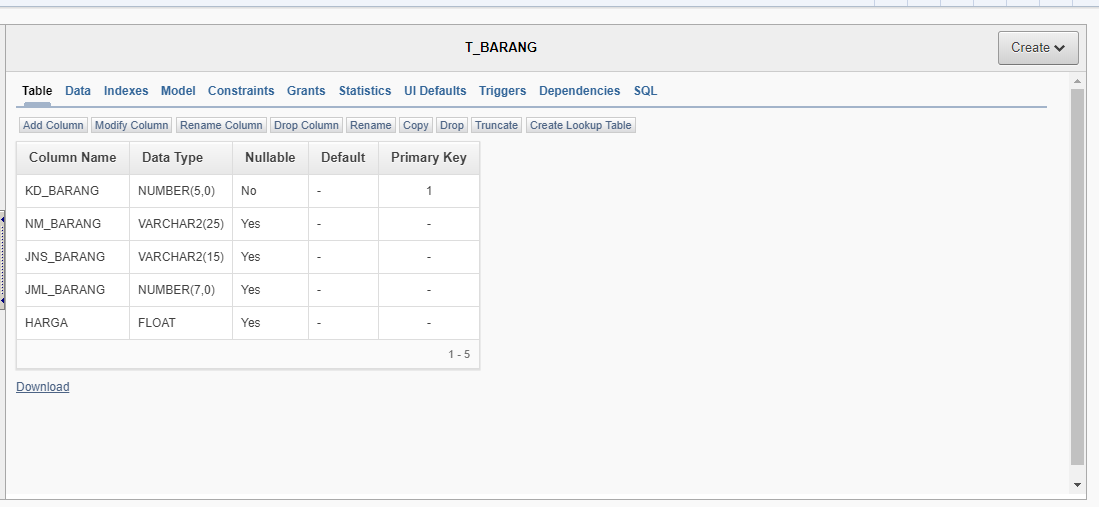 T_BARANG
Create
Table Data Indexes Model Constraints Grants Statistics UI Defaults Triggers Dependencies SQL
Add Column Modify Column Rename Column Drop Column Rename Copy Drop Truncate Create Lookup Table
Column Name Data Type Nullable Default Primary Key
KD_BARANG NUMBER(5,0) No - 1
NM_BARANG VARCHAR2(25) Yes - -
JNS_BARANG VARCHAR2(15) Yes - -
JML_BARANG NUMBER(7,0) Yes - -
HARGA FLOAT Yes - -
1 - 5
Download